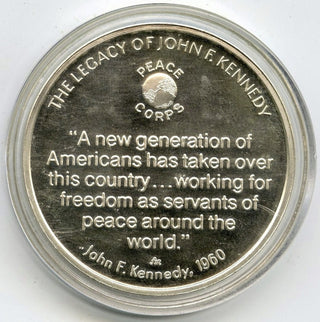 THE LEGACY OF JOHN F. KENNEDY
PEACE
CORPS
"A new generation of
Americans has taken over
this country...working for
freedom as servants of
peace around the
world."
John F. Kennedy, 1960